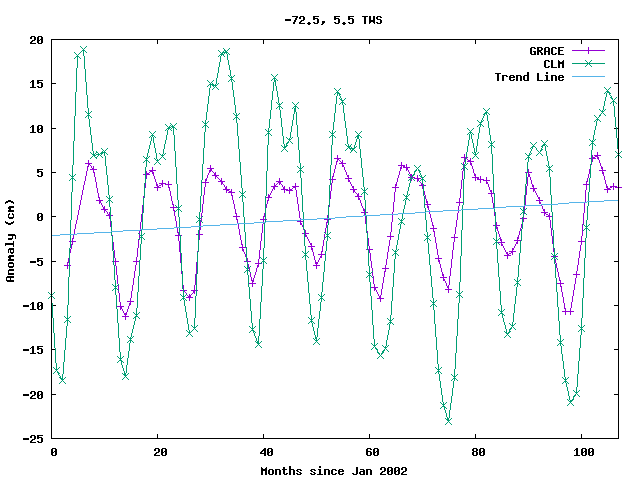 -72.5, 5.5 TWS
GRACE
CLM
Trend Line
20
15
10
5
0
-5
-10
-15
-20
-25
Anomaly (cm)
0 20 40 60 80 100
Months since Jan 2002